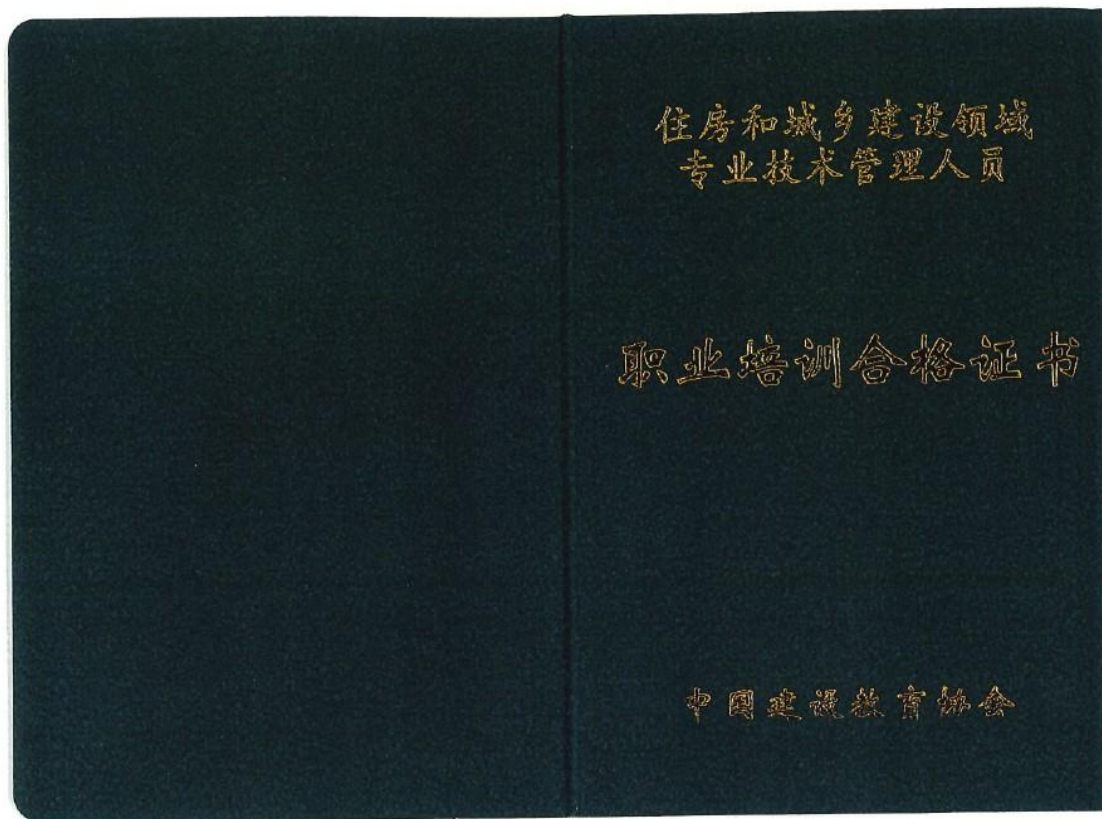 住房和城乡建设领域
专业技术管理人员
职业培训合格证书
中国建设教育协会